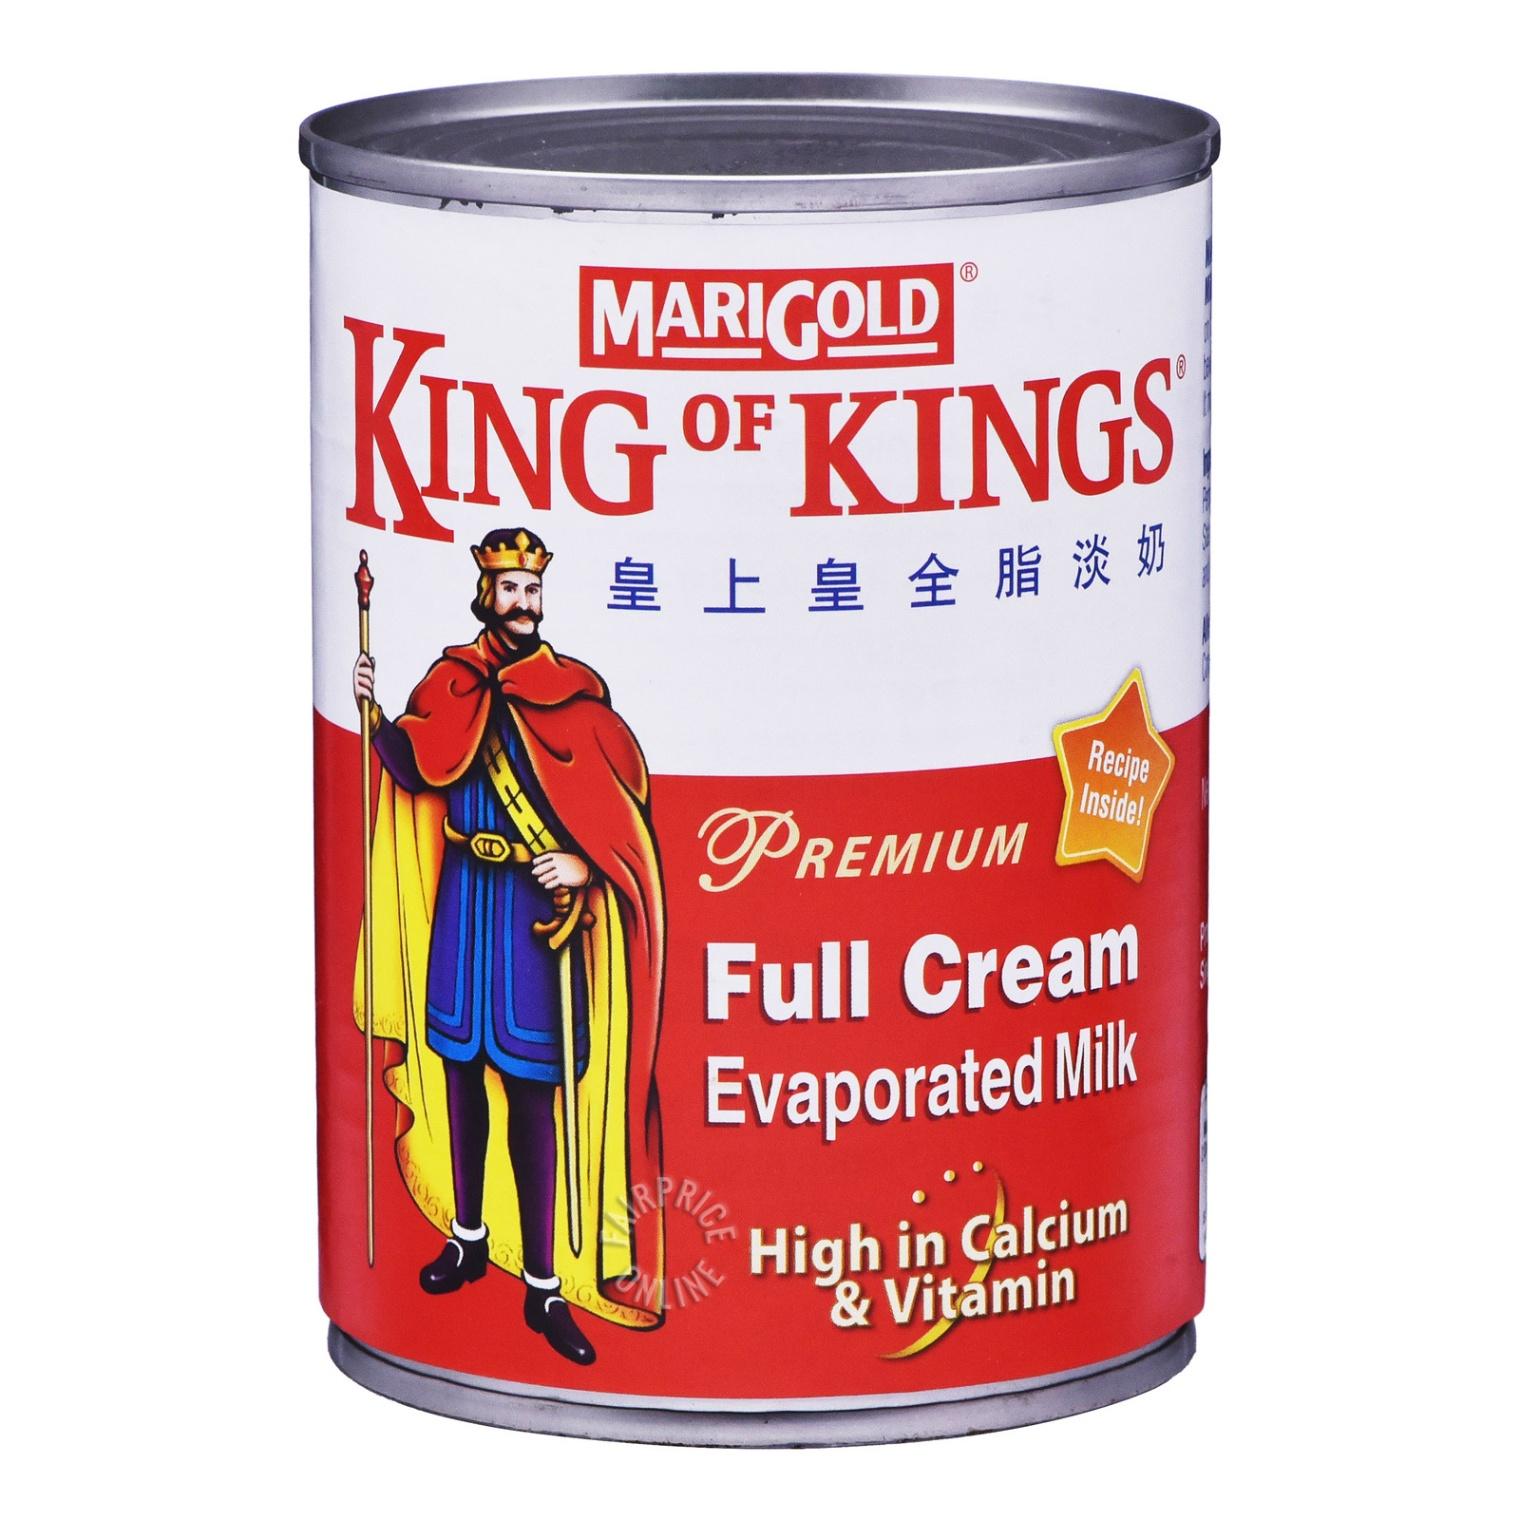 MARIGOLD®
KING OF KINGS®
皇上皇全脂淡奶
Recipe
Inside!
PREMIUM
Full Cream
Evaporated Milk
High in Calcium
& Vitamin
FAIRPRICE
ONLINE